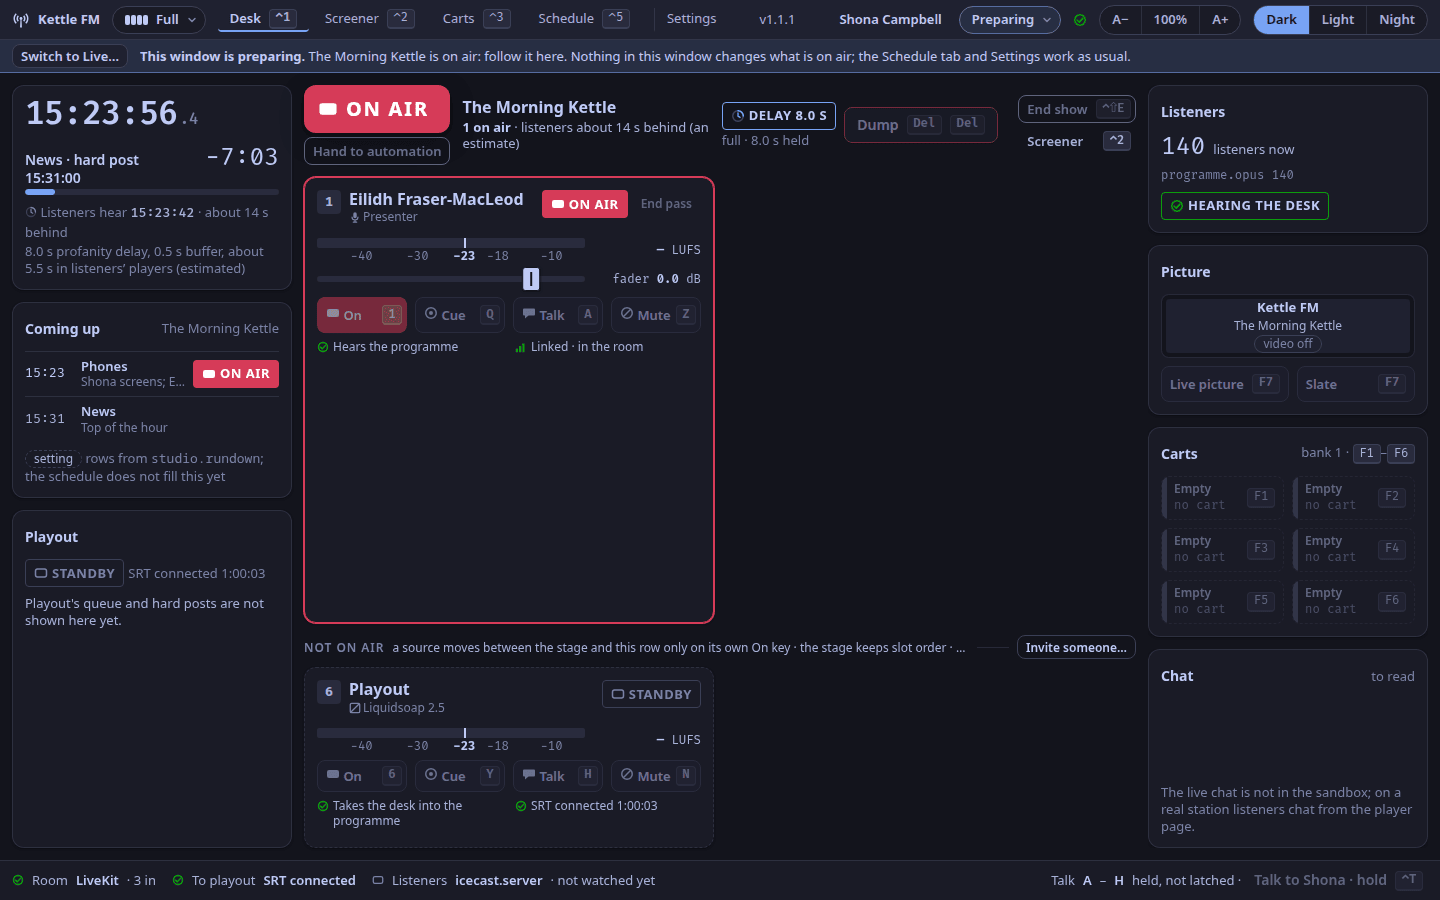 Kettle FM Full Desk ^1 Screener ^2 Carts ^3 Schedule ^5 Settings v1.1.1 Shona Campbell Preparing A− 100% A+ Dark Light Night
Switch to Live... This window is preparing. The Morning Kettle is on air: follow it here. Nothing in this window changes what is on air; the Schedule tab and Settings work as usual.
15:23:56.4
News · hard post
15:31:00
-7:03
Listeners hear 15:23:42 · about 14 s
behind
8.0 s profanity delay, 0.5 s buffer, about
5.5 s in listeners’ players (estimated)
Coming up The Morning Kettle
15:23 Phones
Shona screens; E...
ON AIR
15:31 News
Top of the hour
setting rows from studio.rundown;
the schedule does not fill this yet
Playout
STANDBY SRT connected 1:00:03
Playout's queue and hard posts are not
shown here yet.
ON AIR
Hand to automation
The Morning Kettle
1 on air · listeners about 14 s behind (an
estimate)
DELAY 8.0 S
full · 8.0 s held
Dump Del Del
End show ^⇧E
Screener ^2
1 Eilidh Fraser-MacLeod ON AIR End pass
Presenter
-40 -30 -23 -18 -10
– LUFS
fader 0.0 dB
On 1 Cue Q Talk A Mute Z
Hears the programme Linked · in the room
NOT ON AIR a source moves between the stage and this row only on its own On key · the stage keeps slot order · ... Invite someone...
6 Playout STANDBY
Liquidsoap 2.5
-40 -30 -23 -18 -10
– LUFS
On 6 Cue Y Talk H Mute N
Takes the desk into the
programme
SRT connected 1:00:03
Listeners
140 listeners now
programme.opus 140
HEARING THE DESK
Picture
Kettle FM
The Morning Kettle
video off
Live picture F7 Slate F7
Carts bank 1 · F1–F6
Empty F1 Empty F2
no cart no cart
Empty F3 Empty F4
no cart no cart
Empty F5 Empty F6
no cart no cart
Chat to read
The live chat is not in the sandbox; on a
real station listeners chat from the player
page.
Room LiveKit · 3 in To playout SRT connected Listeners icecast.server · not watched yet Talk A – H held, not latched · Talk to Shona · hold ^T